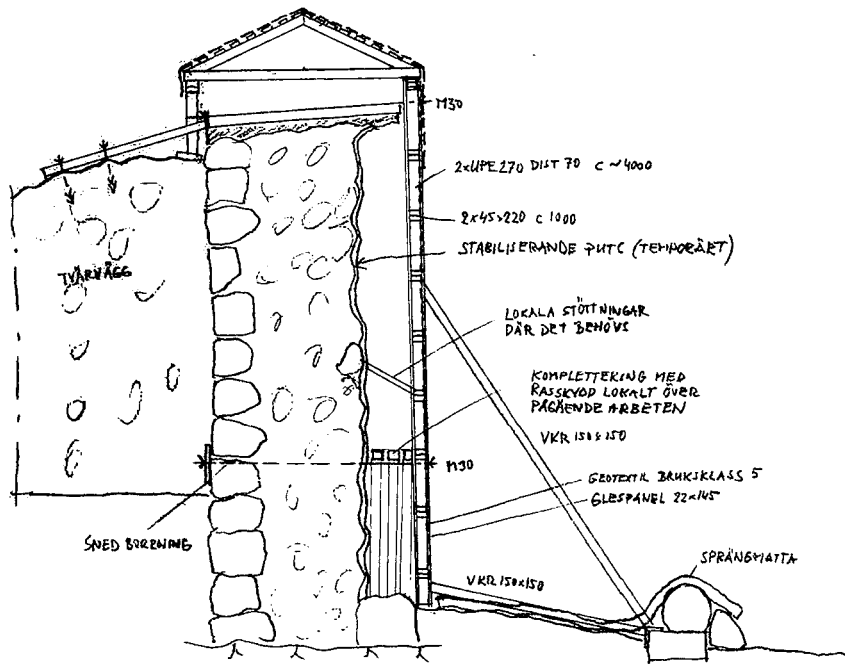 M30
2xUPE270 DIST 70 C ~4000
2x45x220 C 1000
STABILISERANDE PUTS (TEMPORÄRT)
TVÄRVÄGG
LOKALA STÖTTNINGAR
DÄR DET BEHÖVS
KOMPLETTERING MED
RASSKYDD LOKALT ÖVER
PÅGÅENDE ARBETEN
VKR 150x150
M30
GEOTEXTIL BRUKSKLASS 5
GLESPANEL 22x145
SNED BORRNING
SPRÄNGMATTA
VKR 150x150